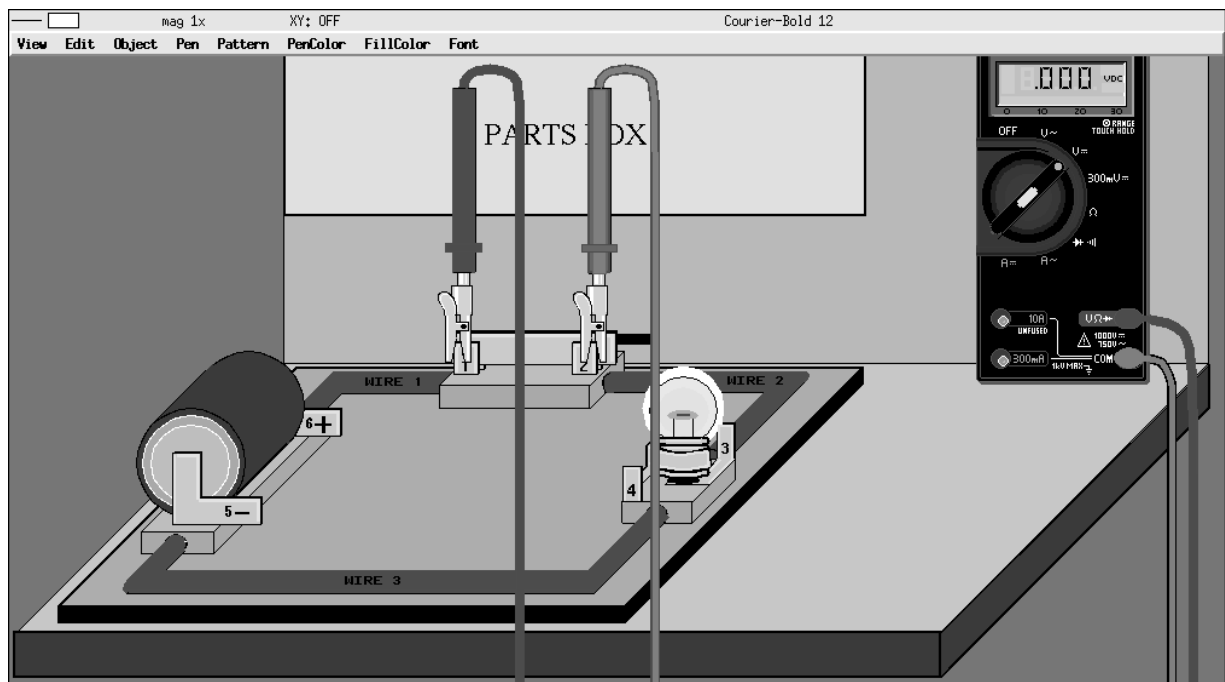 mag 1x XY: OFF Courier-Bold 12
View Edit Object Pen Pattern PenColor FillColor Font
.000 VDC
0 10 20 30
PARTS BOX
RANGE
TOUCH HOLD
OFF V~
V⎓
300mV⎓
Ω
A⎓ A~
10A
UNFUSED
VΩ
1000V⎓
750V~
300mA
COM
1kV MAX
1 2
WIRE 1 WIRE 2
6+
3
4
5−
WIRE 3